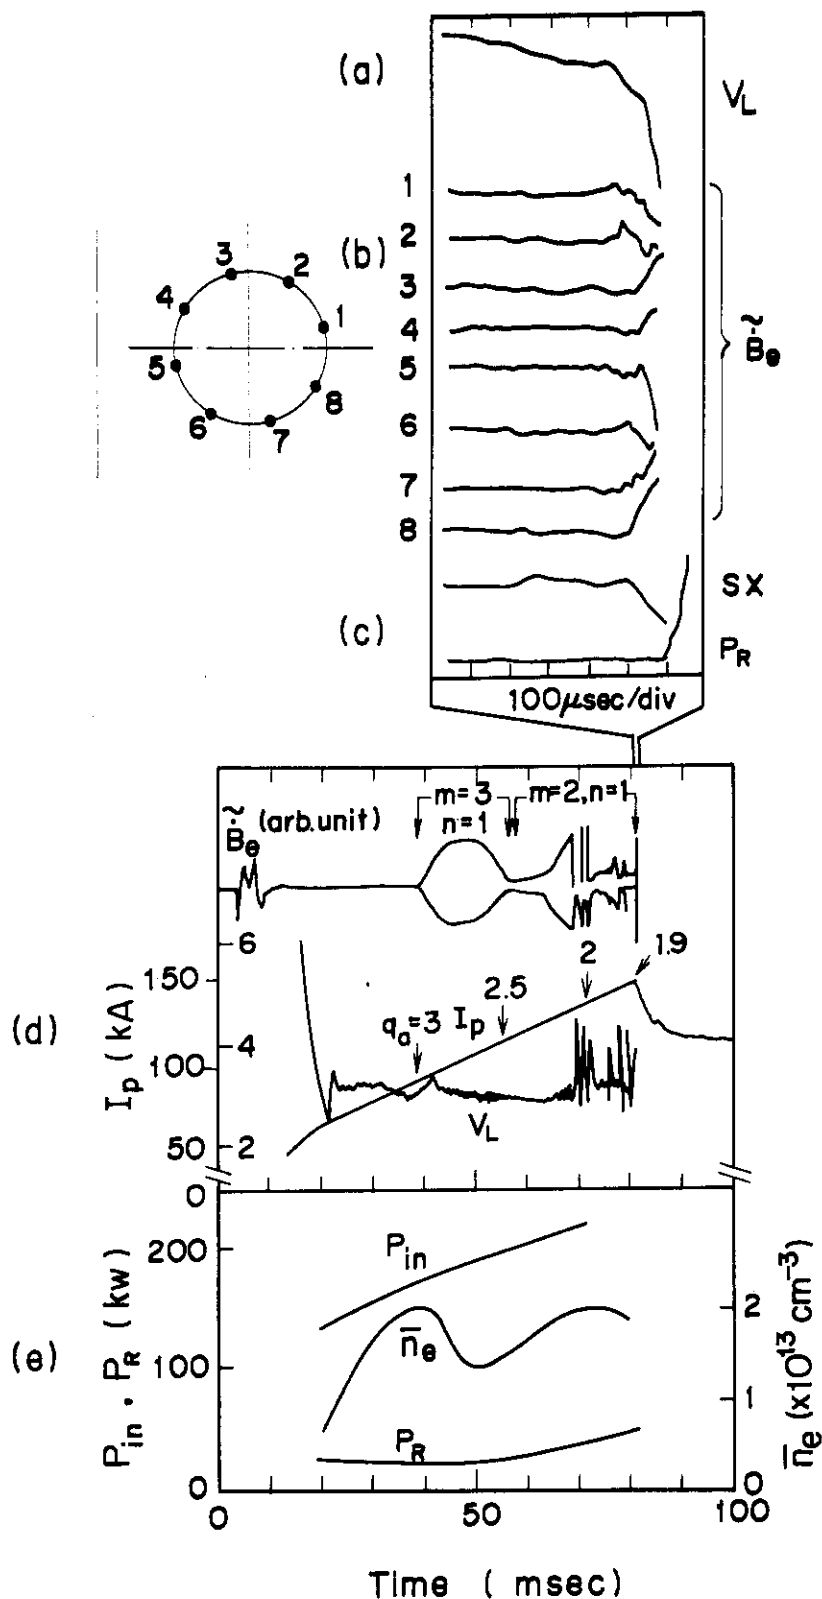 (a)
V_L
1
2
(b)
3
4
5
6
7
8
B̃̇_θ
3
2
4
1
5
8
6
7
SX
(c)
P_R
100μsec/div
m=3
n=1
m=2,n=1
B̃̇_θ (arb.unit)
6
150
1.9
2
2.5
q_a=3 I_p
(d)
I_p (kA)
4
100
V_L
50
2
0
200
P_in
2
n̄_e
(e)
P_in · P_R (kw)
100
1
n̄_e (×10^13 cm^-3)
P_R
0
0
0
50
100
Time ( msec)